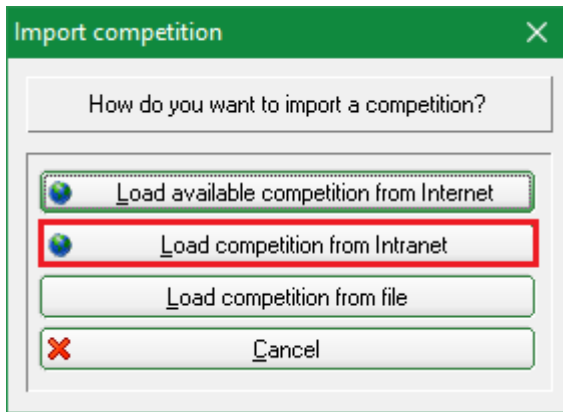 Import competition
How do you want to import a competition?
Load available competition from Internet
Load competition from Intranet
Load competition from file
Cancel